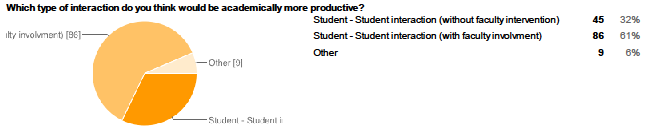 Which type of interaction do you think would be academically more productive?
Student - Student interaction (without faculty intervention) 45 32%
Student - Student interaction (with faculty involvment) 86 61%
Other 9 6%
ulty involvment) [86]
Other [9]
Student - Student i